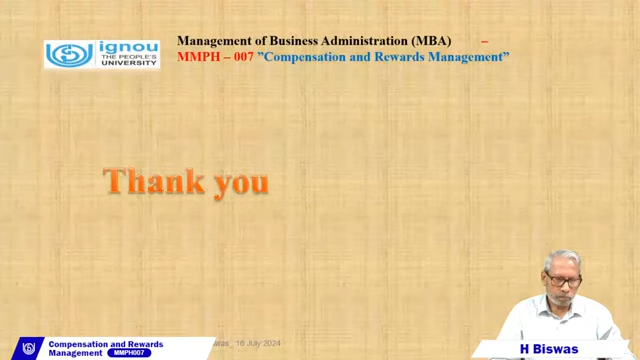 ignou
THE PEOPLE'S
UNIVERSITY
Management of Business Administration (MBA) –
MMPH – 007 ”Compensation and Rewards Management”
Thank you
16 July 2024
Compensation and Rewards
Management MMPH007
H Biswas